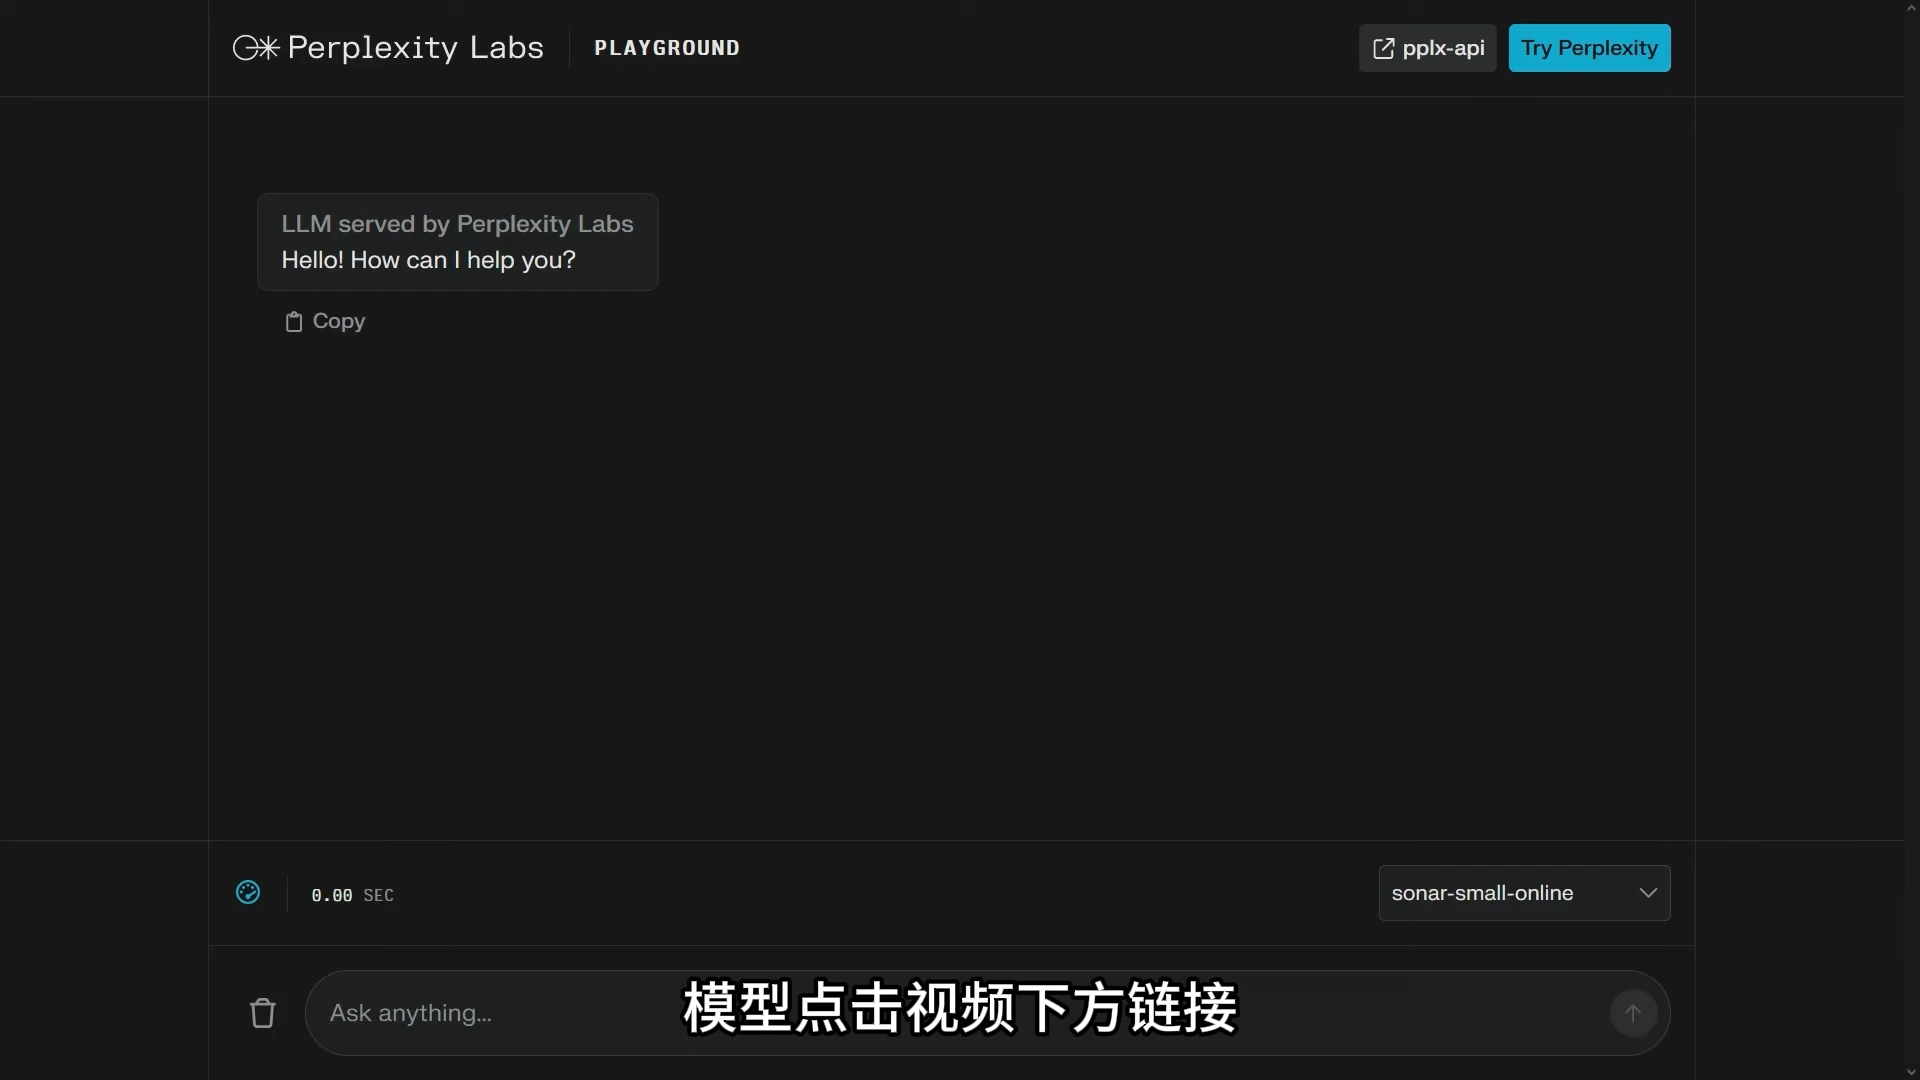 Perplexity Labs
PLAYGROUND
pplx-api
Try Perplexity
LLM served by Perplexity Labs
Hello! How can I help you?
Copy
0.00 SEC
sonar-small-online
Ask anything...
模型点击视频下方链接